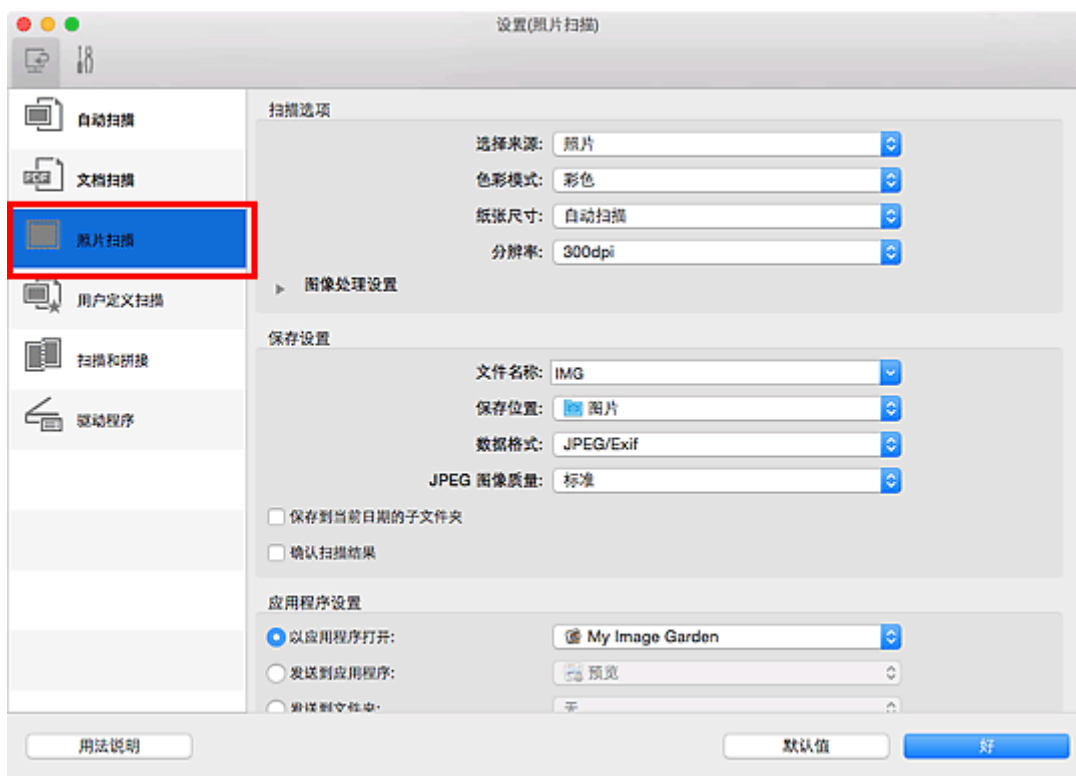 设置(照片扫描)
自动扫描
文档扫描
照片扫描
用户定义扫描
扫描和拼接
驱动程序
扫描选项
选择来源: 照片
色彩模式: 彩色
纸张尺寸: 自动扫描
分辨率: 300dpi
图像处理设置
保存设置
文件名称: IMG
保存位置: 图片
数据格式: JPEG/Exif
JPEG 图像质量: 标准
保存到当前日期的子文件夹
确认扫描结果
应用程序设置
以应用程序打开: My Image Garden
发送到应用程序: 预览
发送到文件夹: 无
用法说明
默认值
好